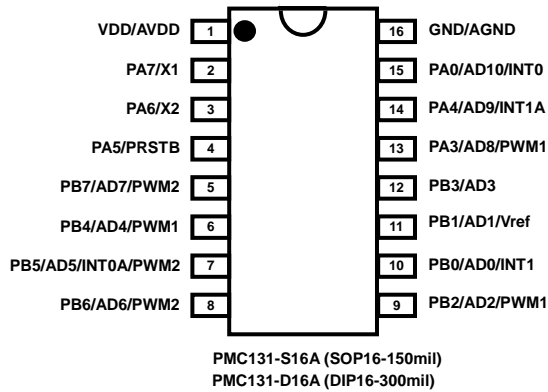 VDD/AVDD 1 16 GND/AGND
PA7/X1 2 15 PA0/AD10/INT0
PA6/X2 3 14 PA4/AD9/INT1A
PA5/PRSTB 4 13 PA3/AD8/PWM1
PB7/AD7/PWM2 5 12 PB3/AD3
PB4/AD4/PWM1 6 11 PB1/AD1/Vref
PB5/AD5/INT0A/PWM2 7 10 PB0/AD0/INT1
PB6/AD6/PWM2 8 9 PB2/AD2/PWM1
PMC131-S16A (SOP16-150mil)
PMC131-D16A (DIP16-300mil)